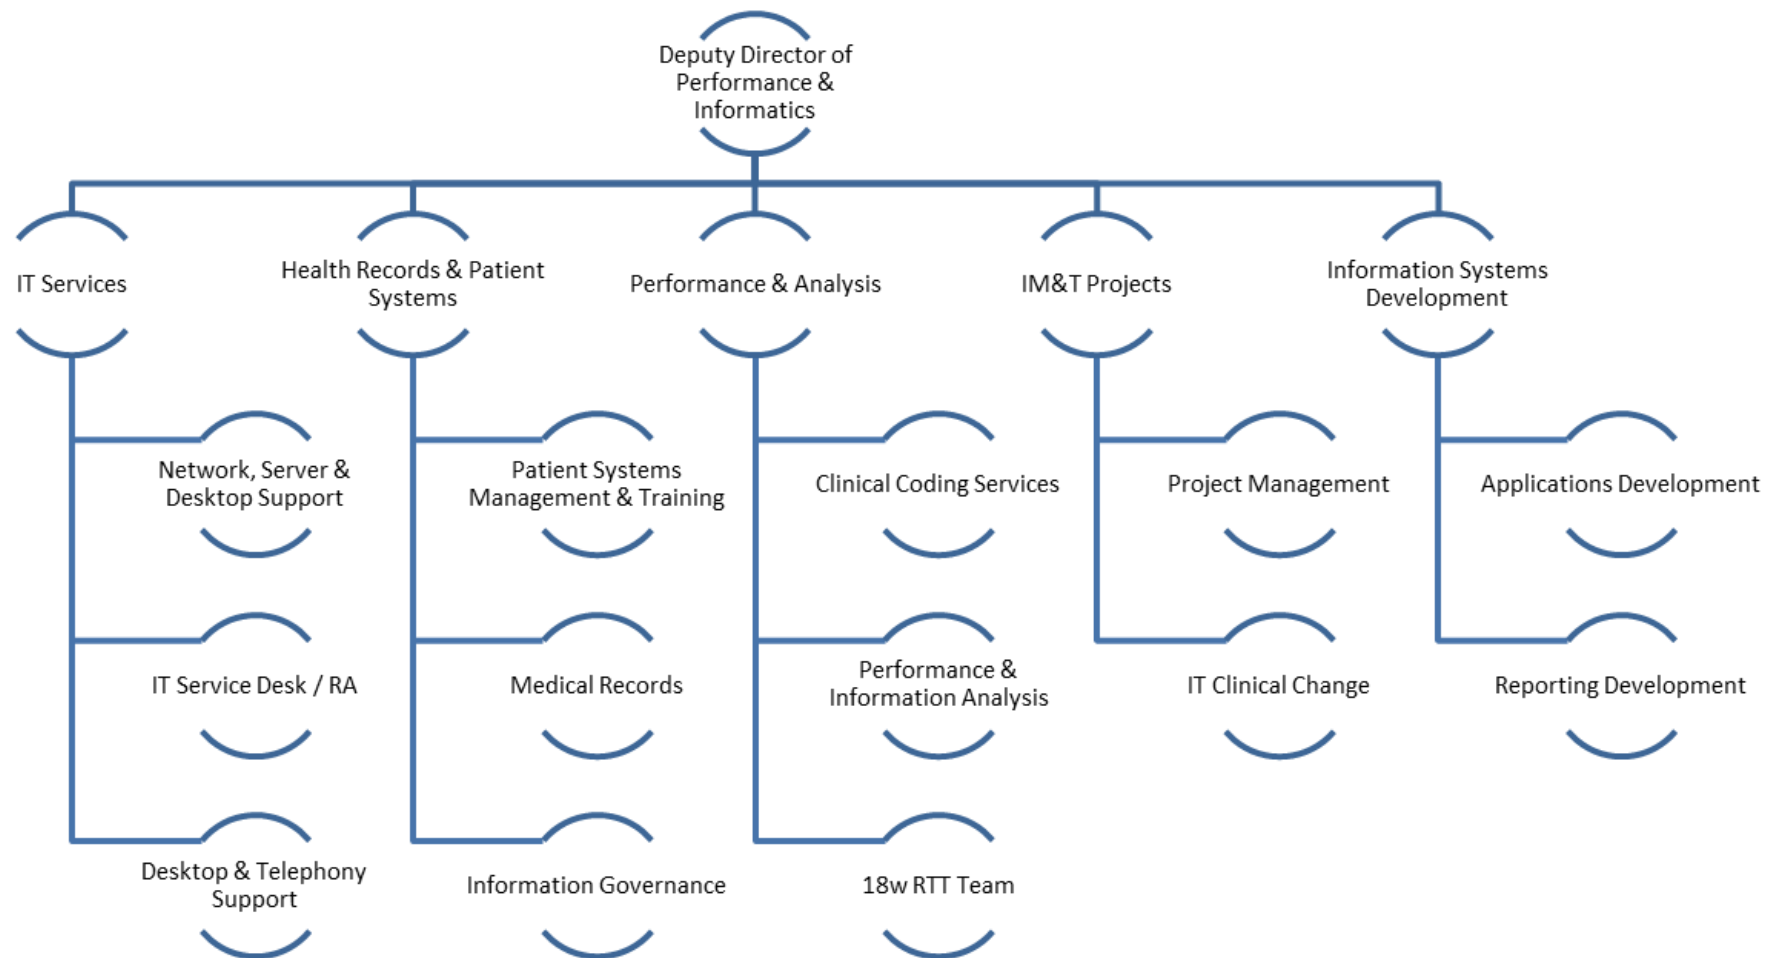 Deputy Director of
Performance &
Informatics
IT Services
Health Records & Patient
Systems
Performance & Analysis
IM&T Projects
Information Systems
Development
Network, Server &
Desktop Support
Patient Systems
Management & Training
Clinical Coding Services
Project Management
Applications Development
IT Service Desk / RA
Medical Records
Performance &
Information Analysis
IT Clinical Change
Reporting Development
Desktop & Telephony
Support
Information Governance
18w RTT Team